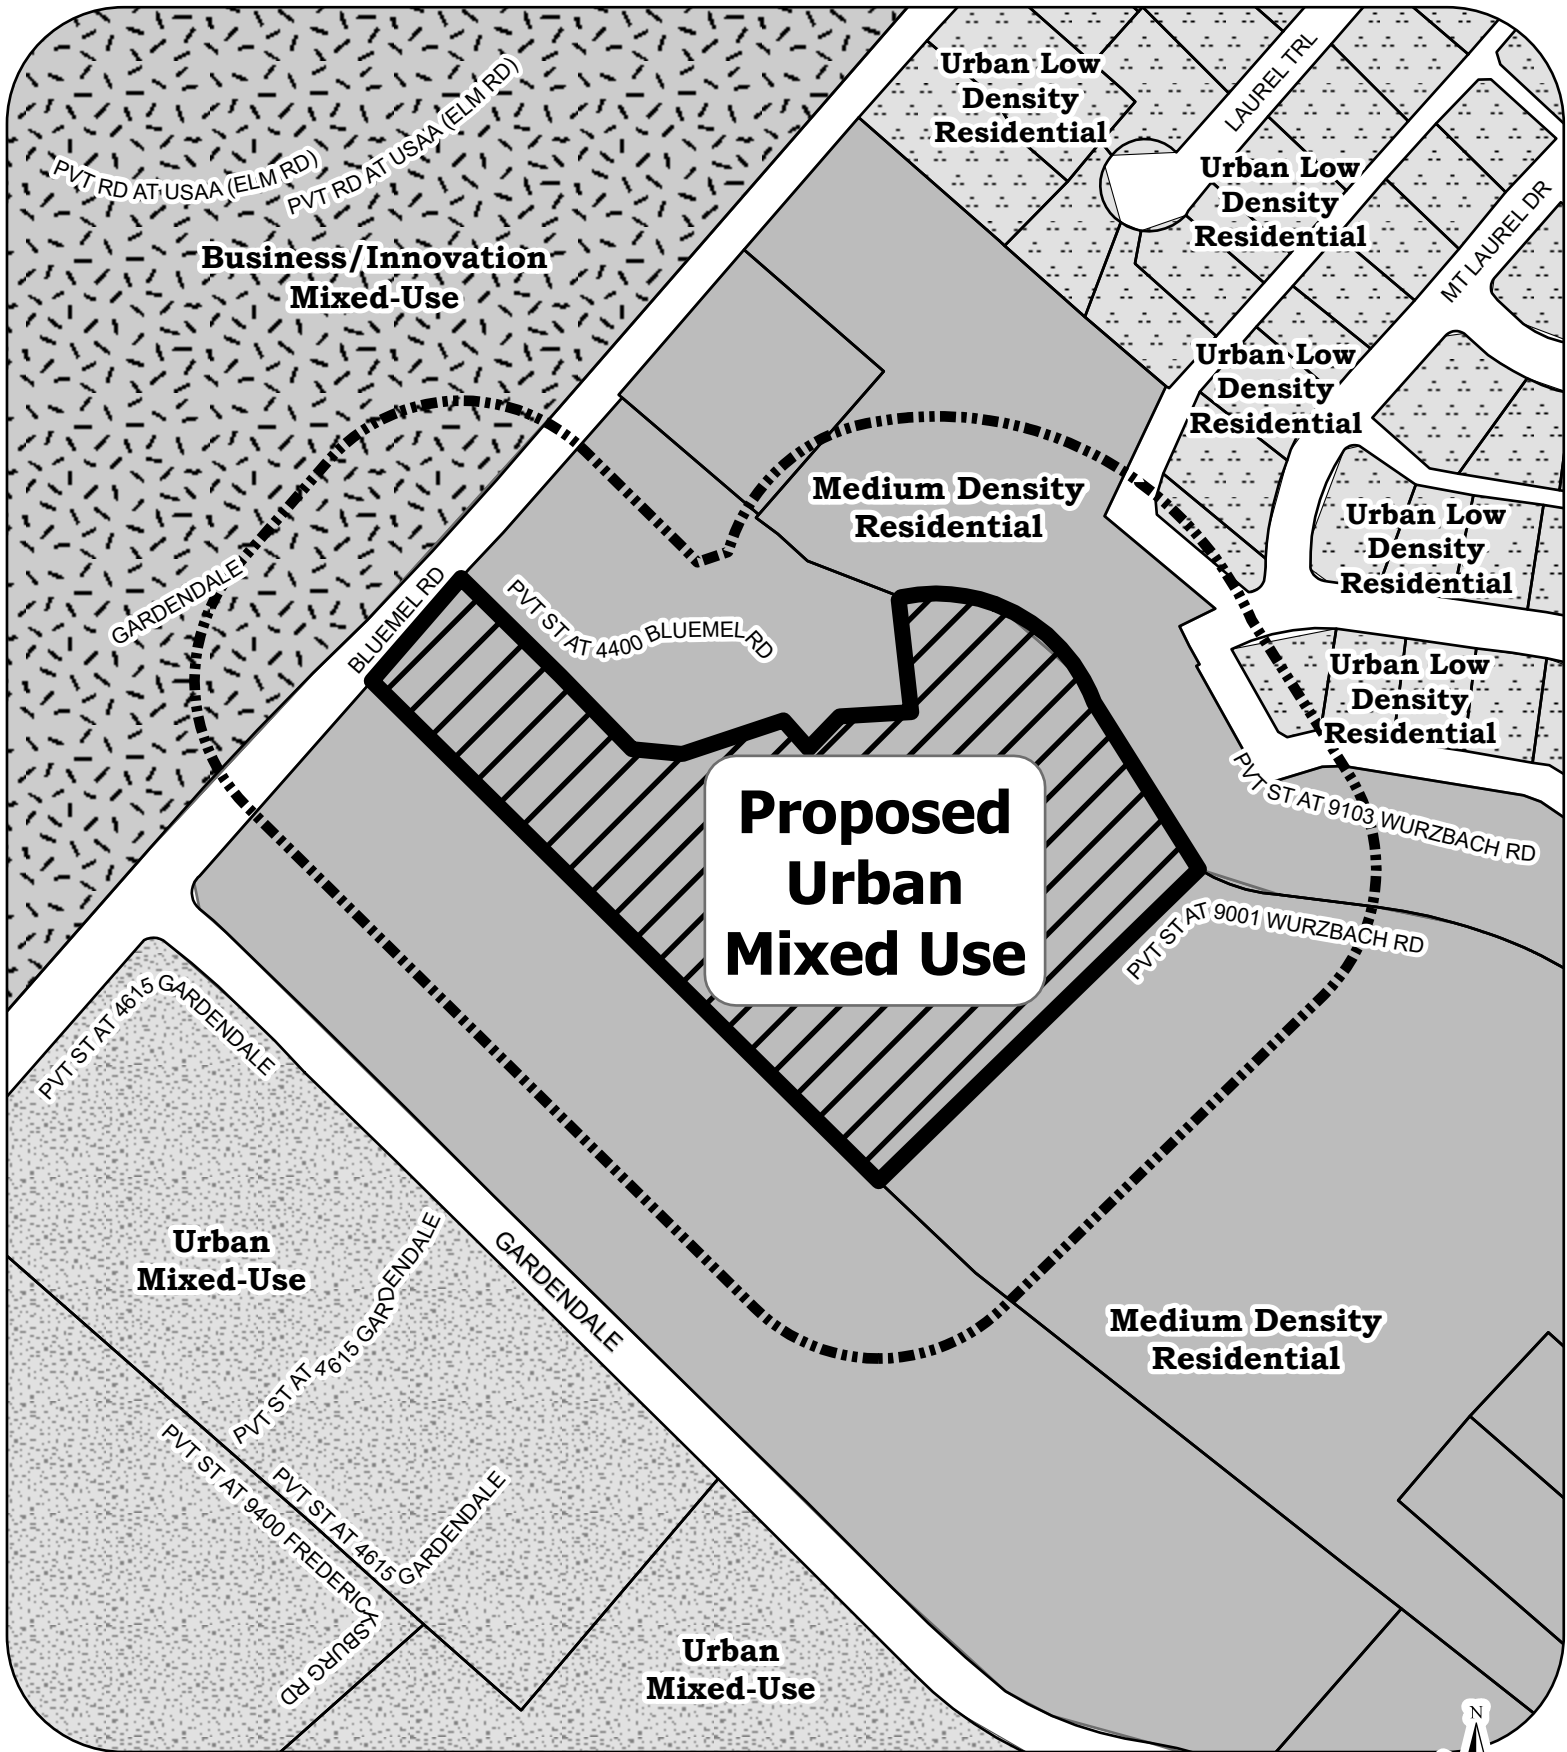 Urban Low
Density
Residential
LAUREL TRL
PVT RD AT USAA (ELM RD)
PVT RD AT USAA (ELM RD)
Urban Low
Density
Residential
MT LAUREL DR
Business/Innovation
Mixed-Use
Urban Low
Density
Residential
Medium Density
Residential
Urban Low
Density
Residential
GARDENDALE
BLUEMEL RD
PVT ST AT 4400 BLUEMEL RD
Urban Low
Density
Residential
PVT ST AT 9103 WURZBACH RD
Proposed
Urban
Mixed Use
PVT ST AT 9001 WURZBACH RD
PVT ST AT 4615 GARDENDALE
Urban
Mixed-Use
PVT ST AT 4615 GARDENDALE
GARDENDALE
Medium Density
Residential
PVT ST AT 9400 FREDERICKSBURG RD
PVT ST AT 4615 GARDENDALE
Urban
Mixed-Use
N